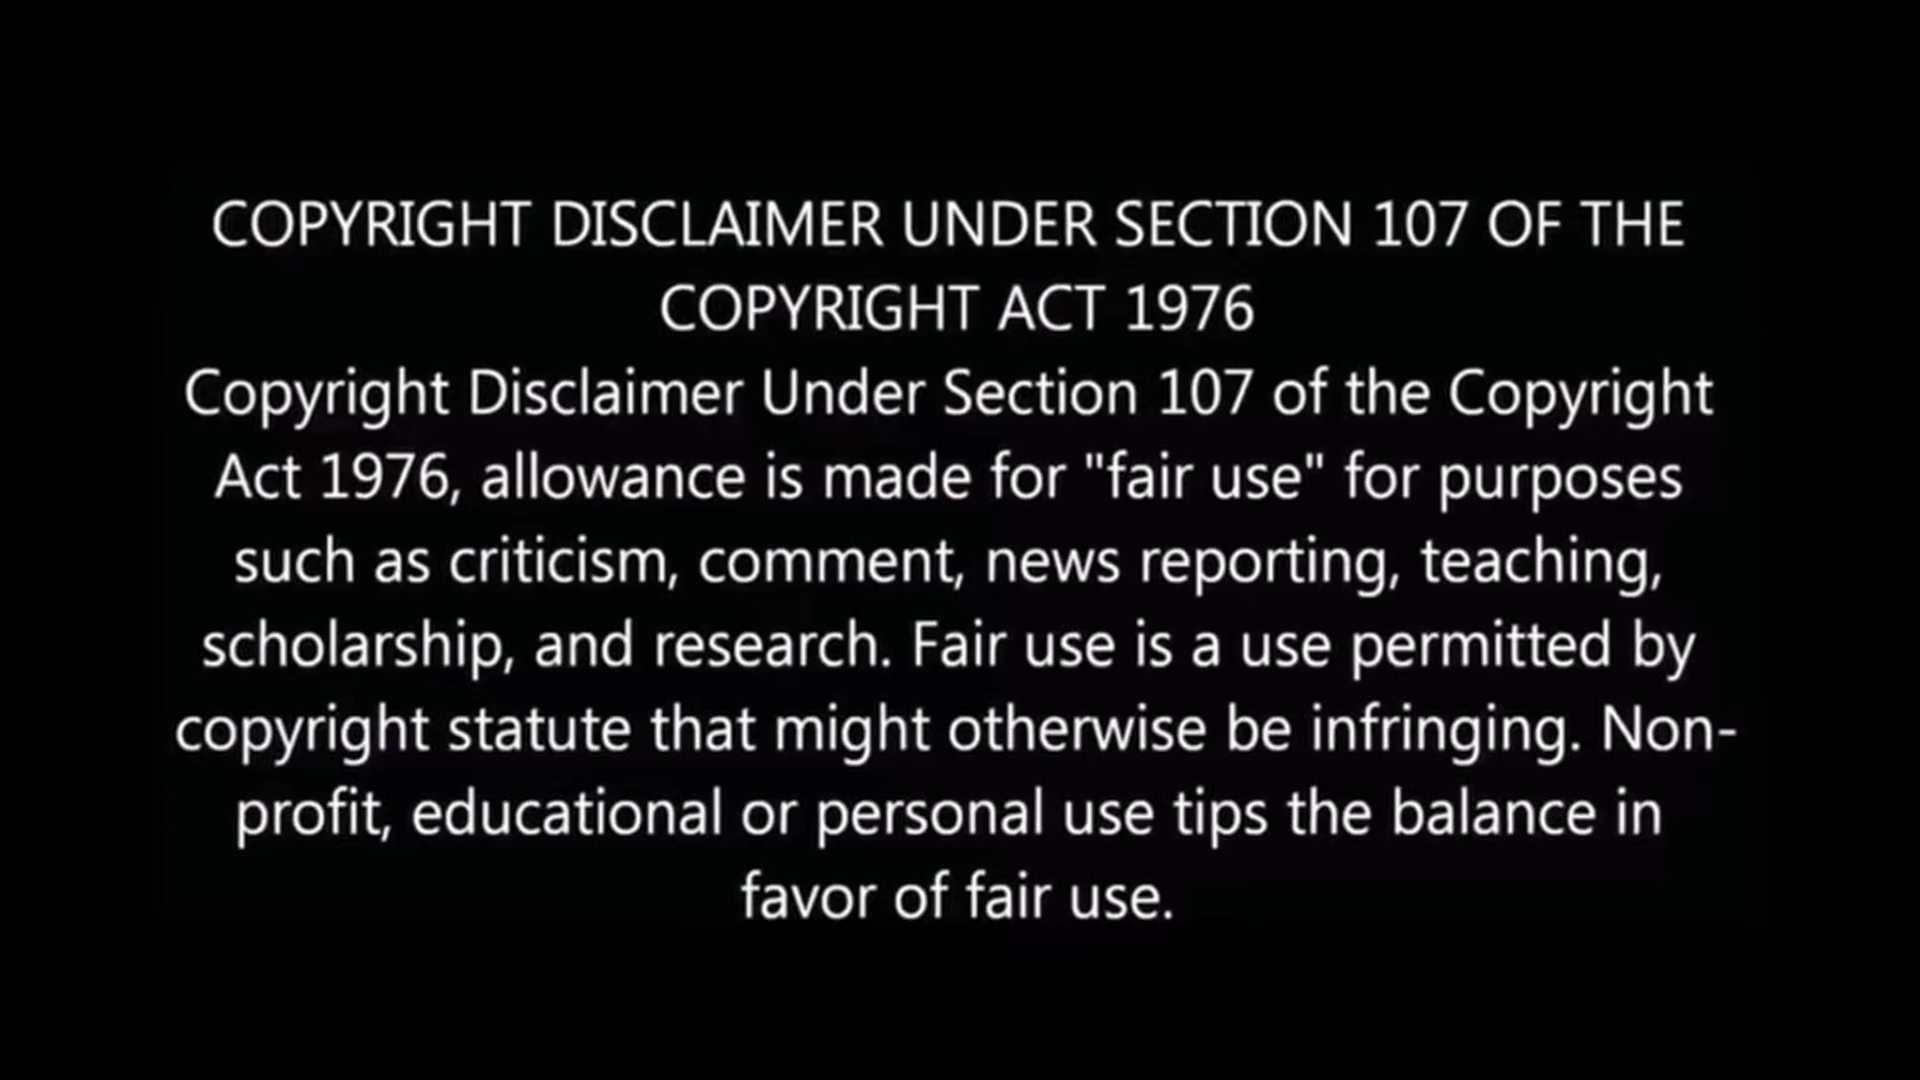 COPYRIGHT DISCLAIMER UNDER SECTION 107 OF THE
COPYRIGHT ACT 1976
Copyright Disclaimer Under Section 107 of the Copyright
Act 1976, allowance is made for "fair use" for purposes
such as criticism, comment, news reporting, teaching,
scholarship, and research. Fair use is a use permitted by
copyright statute that might otherwise be infringing. Non-
profit, educational or personal use tips the balance in
favor of fair use.